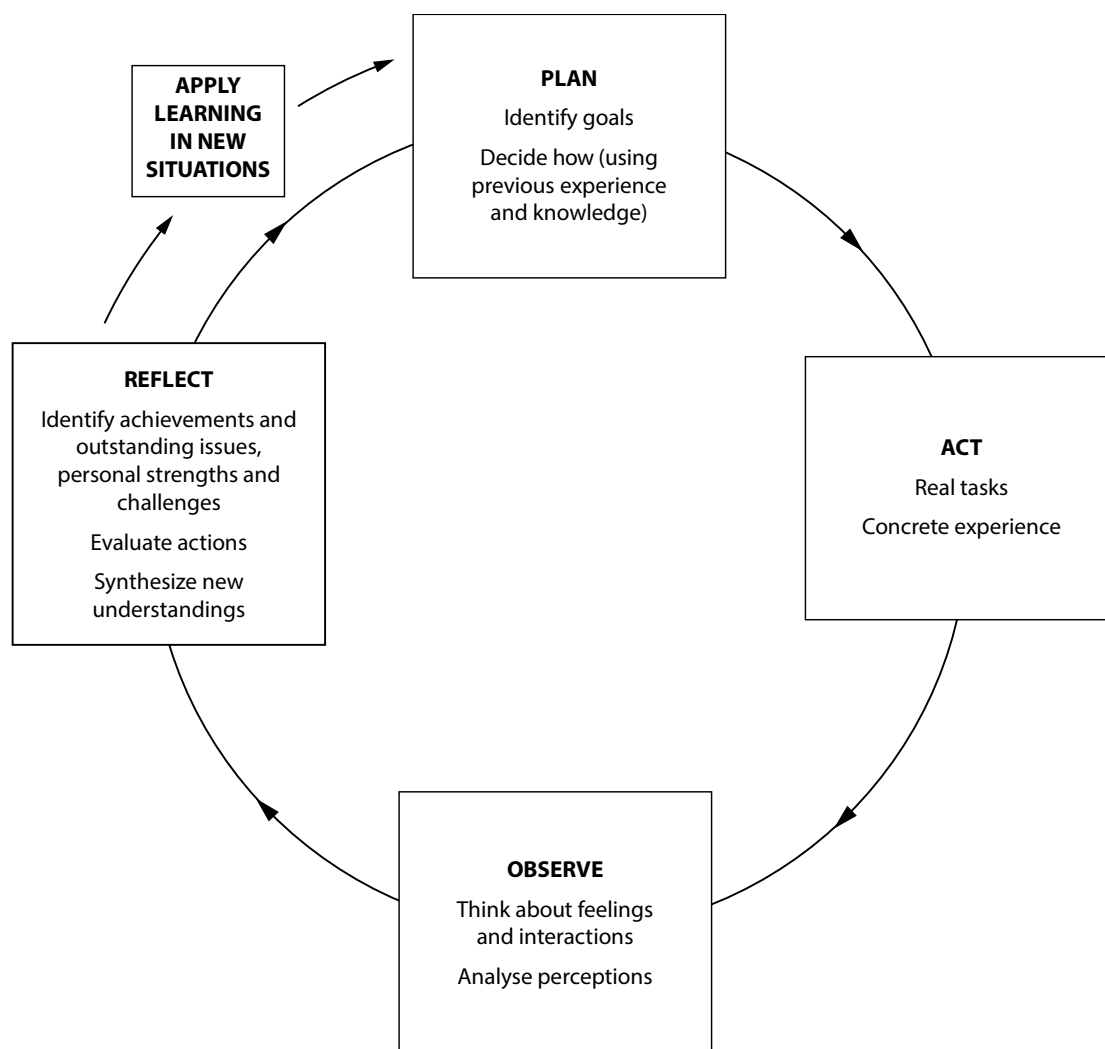 APPLY
LEARNING
IN NEW
SITUATIONS
PLAN
Identify goals
Decide how (using
previous experience
and knowledge)
REFLECT
Identify achievements and
outstanding issues,
personal strengths and
challenges
Evaluate actions
Synthesize new
understandings
ACT
Real tasks
Concrete experience
OBSERVE
Think about feelings
and interactions
Analyse perceptions